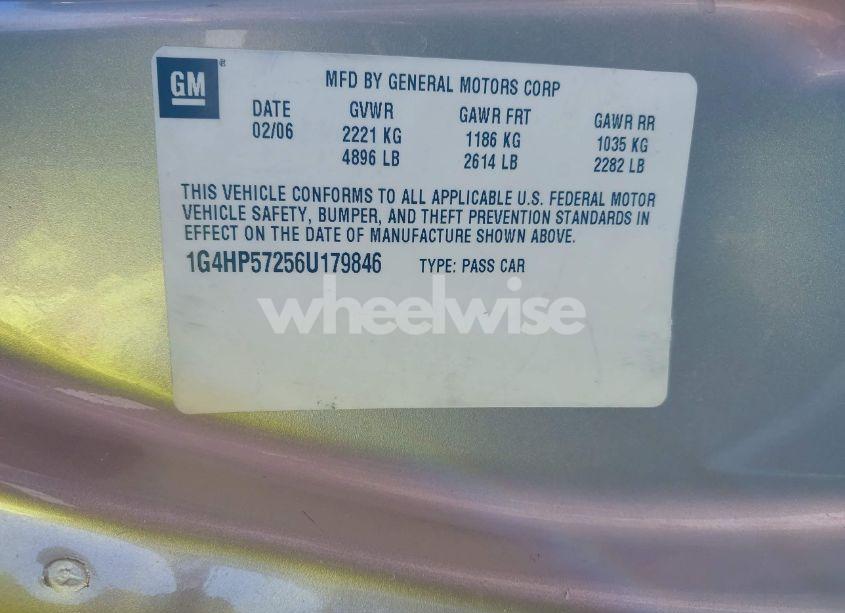 GM ®
MFD BY GENERAL MOTORS CORP
DATE GVWR GAWR FRT GAWR RR
02/06 2221 KG 1186 KG 1035 KG
4896 LB 2614 LB 2282 LB
THIS VEHICLE CONFORMS TO ALL APPLICABLE U.S. FEDERAL MOTOR
VEHICLE SAFETY, BUMPER, AND THEFT PREVENTION STANDARDS IN
EFFECT ON THE DATE OF MANUFACTURE SHOWN ABOVE.
1G4HP57256U179846 TYPE: PASS CAR
wheelwise